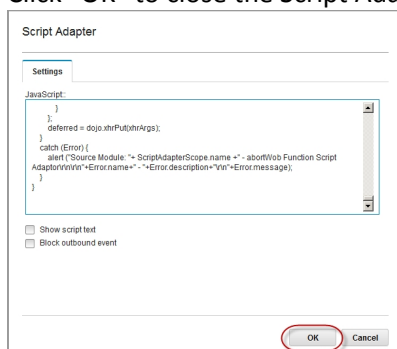 Click "OK" to close the Script Ada
Script Adapter
Settings
JavaScript::
}
};
deferred = dojo.xhrPut(xhrArgs);
}
catch (Error) {
alert ("Source Module: "+ ScriptAdapterScope.name +" - abortWob Function Script
Adaptor\r\n\r\n"+Error.name+" - "+Error.description+"\r\n"+Error.message);
}
}
Show script text
Block outbound event
OK Cancel